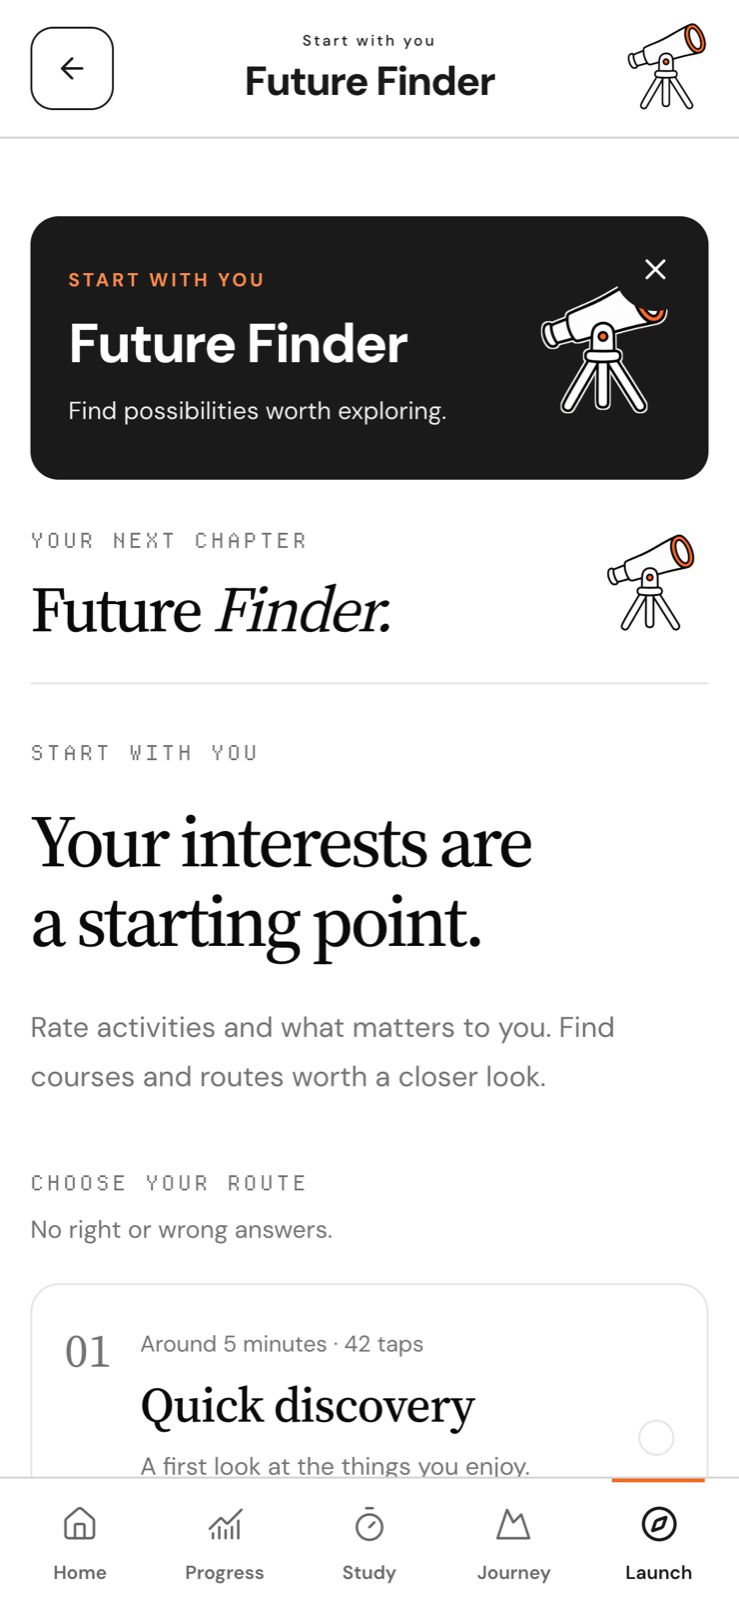 Start with you
Future Finder
START WITH YOU
Future Finder
Find possibilities worth exploring.
YOUR NEXT CHAPTER
Future Finder.
START WITH YOU
Your interests are
a starting point.
Rate activities and what matters to you. Find
courses and routes worth a closer look.
CHOOSE YOUR ROUTE
No right or wrong answers.
01
Around 5 minutes · 42 taps
Quick discovery
A first look at the things you enjoy.
Home
Progress
Study
Journey
Launch